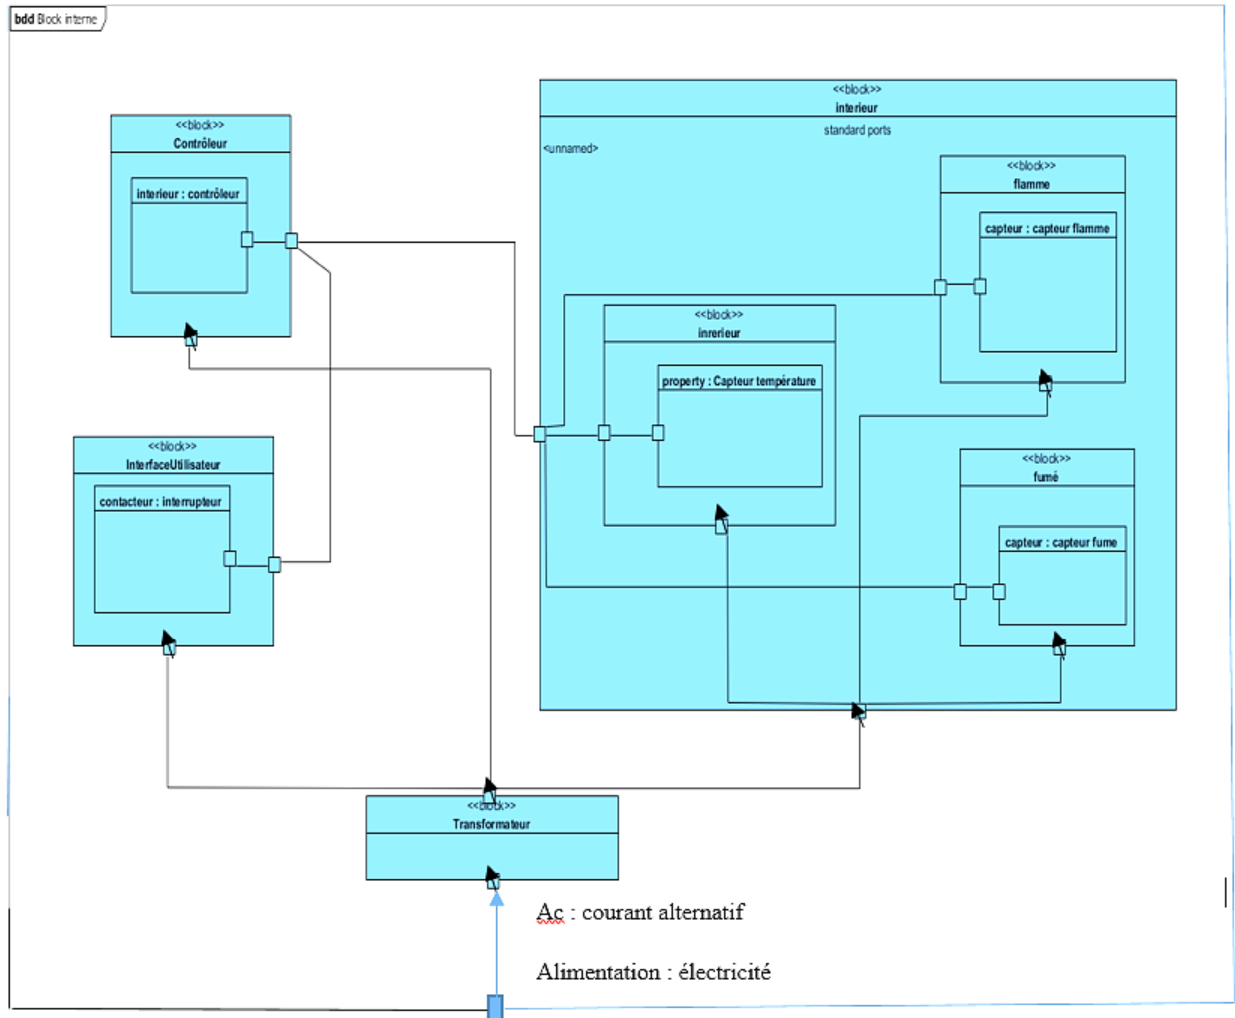 bdd Block interne
<<block>>
Contrôleur
interieur : contrôleur
<<block>>
interieur
standard ports
<unnamed>
<<block>>
flamme
capteur : capteur flamme
<<block>>
inrerieur
property : Capteur température
<<block>>
InterfaceUtilisateur
contacteur : interrupteur
<<block>>
fumé
capteur : capteur fume
<<block>>
Transformateur
Ac : courant alternatif
Alimentation : électricité